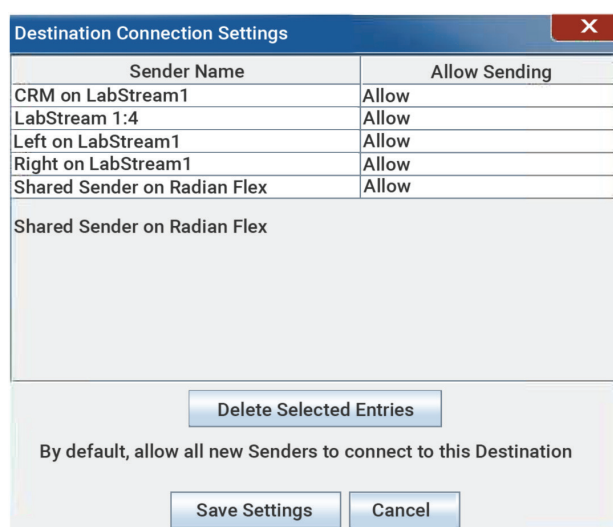 Destination Connection Settings X
Sender Name Allow Sending
CRM on LabStream1 Allow
LabStream 1:4 Allow
Left on LabStream1 Allow
Right on LabStream1 Allow
Shared Sender on Radian Flex Allow
Shared Sender on Radian Flex
Delete Selected Entries
By default, allow all new Senders to connect to this Destination
Save Settings Cancel